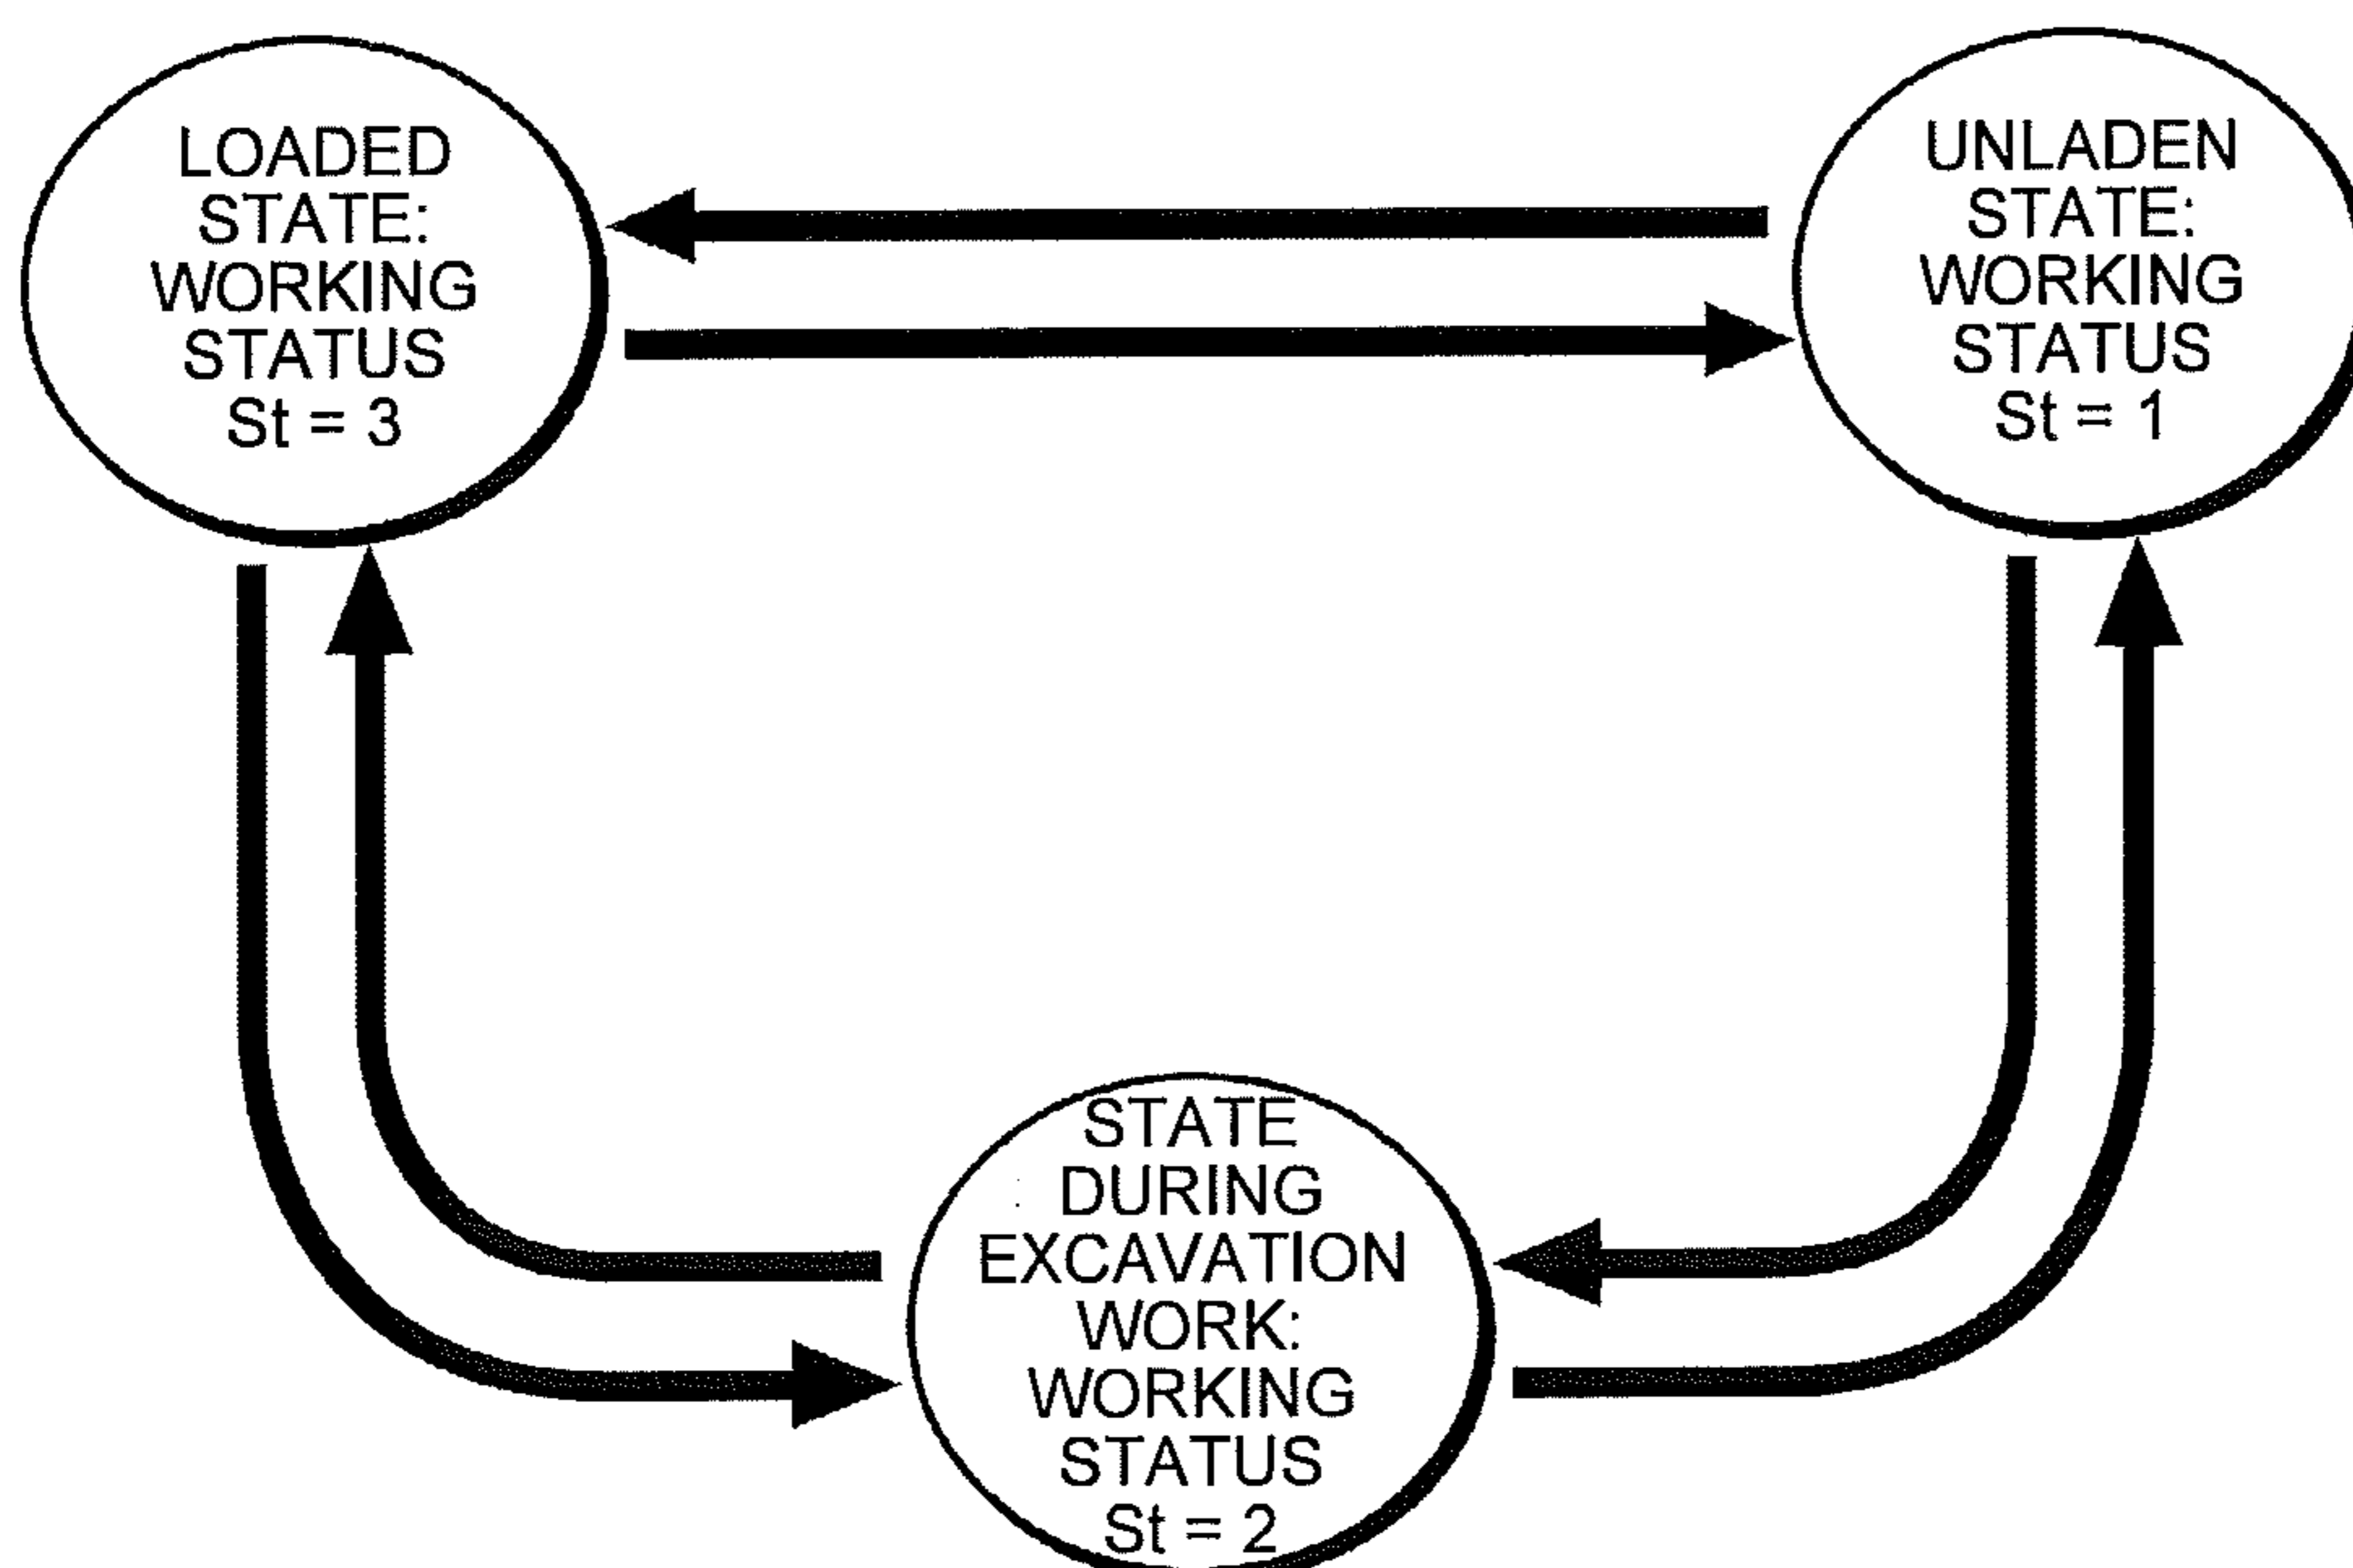 LOADED
STATE:
WORKING
STATUS
St = 3
UNLADEN
STATE:
WORKING
STATUS
St = 1
STATE
DURING
EXCAVATION
WORK:
WORKING
STATUS
St = 2